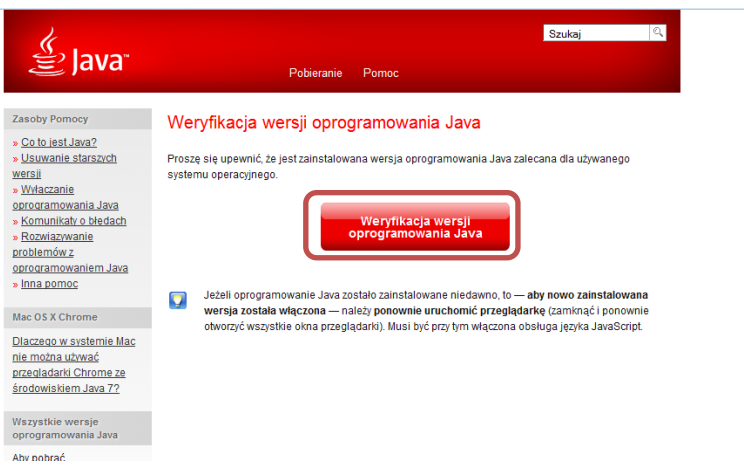 Java™
Szukaj
Pobieranie Pomoc
Zasoby Pomocy
» Co to jest Java?
» Usuwanie starszych
wersji
» Wyłączanie
oprogramowania Java
» Komunikaty o błędach
» Rozwiązywanie
problemów z
oprogramowaniem Java
» Inna pomoc
Mac OS X Chrome
Dlaczego w systemie Mac
nie można używać
przeglądarki Chrome ze
środowiskiem Java 7?
Wszystkie wersje
oprogramowania Java
Aby pobrać
Weryfikacja wersji oprogramowania Java
Proszę się upewnić, że jest zainstalowana wersja oprogramowania Java zalecana dla używanego
systemu operacyjnego.
Weryfikacja wersji
oprogramowania Java
Jeżeli oprogramowanie Java zostało zainstalowane niedawno, to — aby nowo zainstalowana
wersja została włączona — należy ponownie uruchomić przeglądarkę (zamknąć i ponownie
otworzyć wszystkie okna przeglądarki). Musi być przy tym włączona obsługa języka JavaScript.